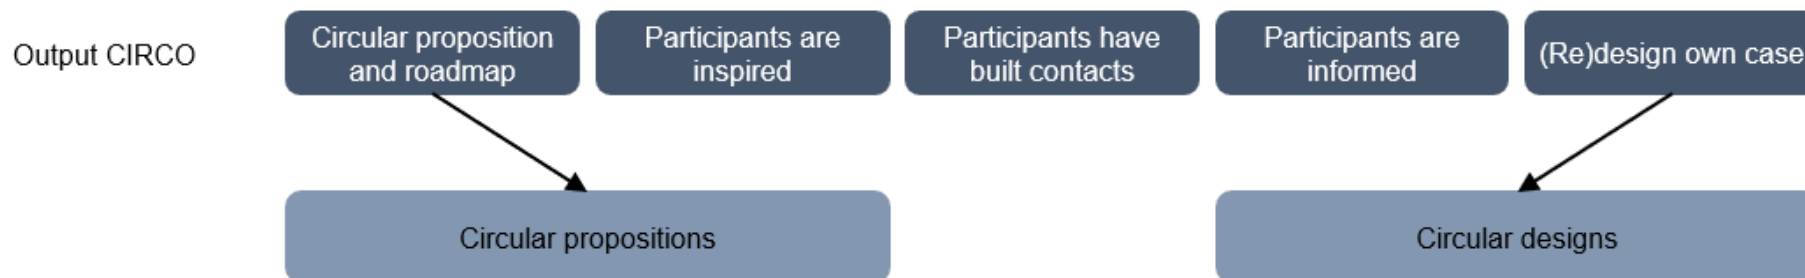 Output CIRCO
Circular proposition
and roadmap
Participants are
inspired
Participants have
built contacts
Participants are
informed
(Re)design own case
Circular propositions
Circular designs